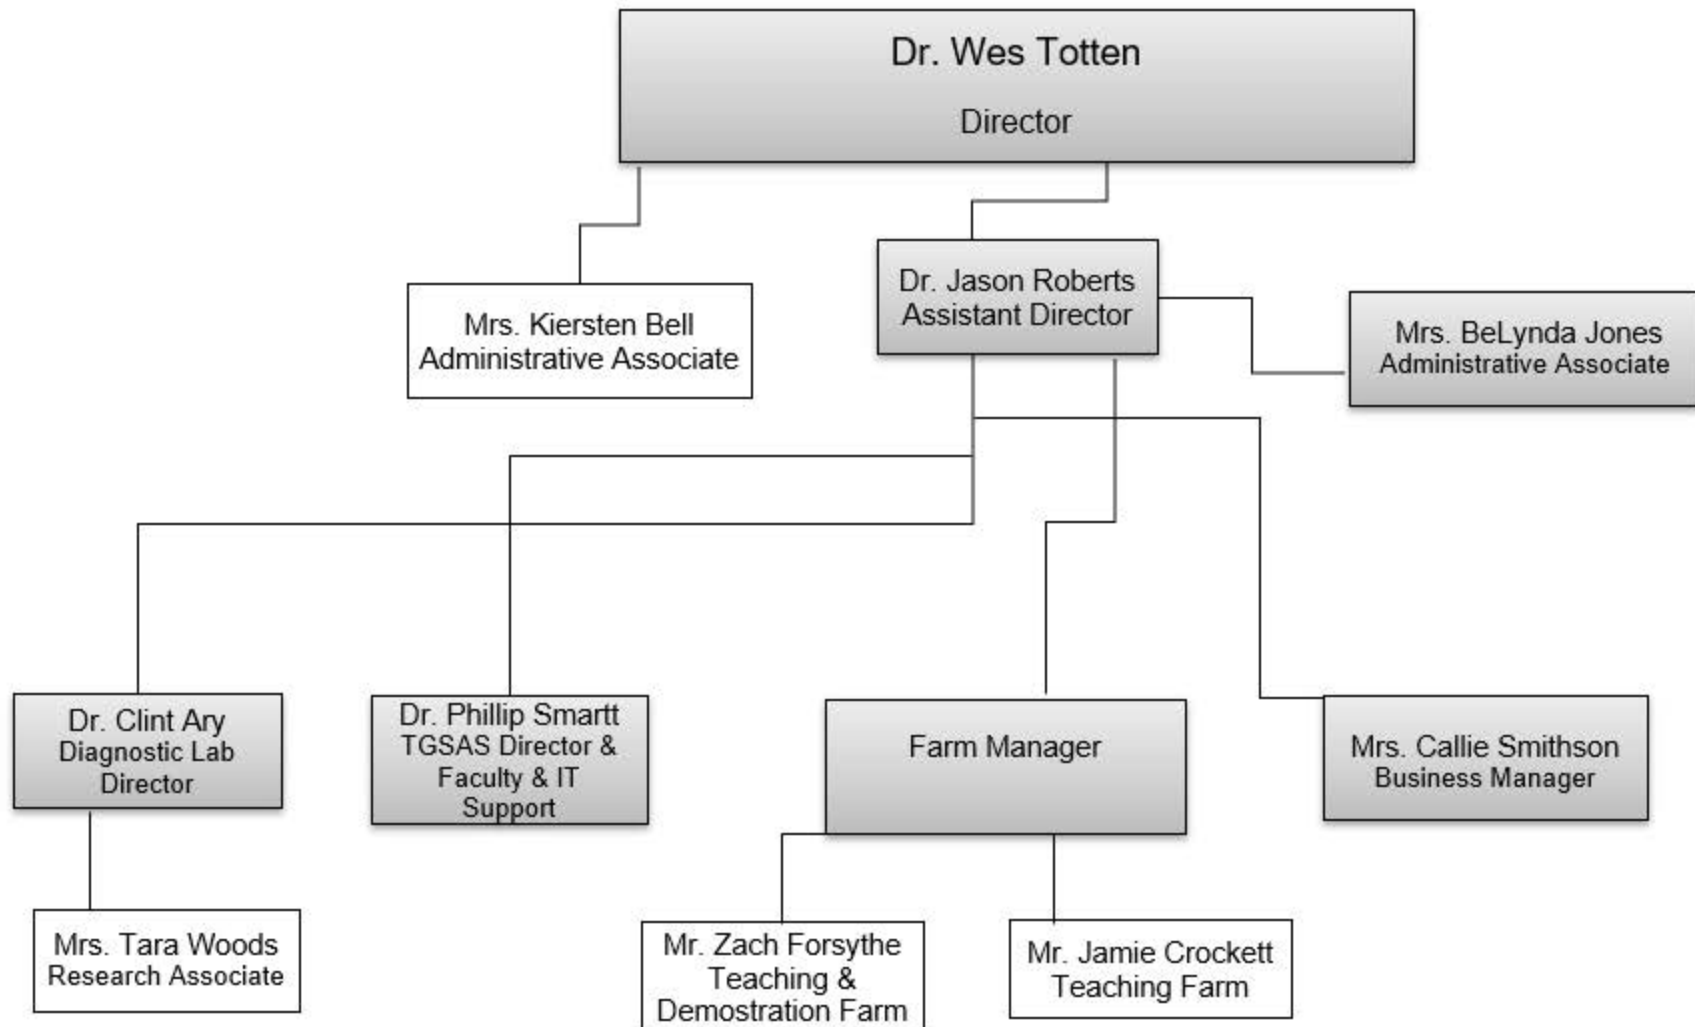 Dr. Wes Totten
Director
Dr. Jason Roberts
Assistant Director
Mrs. Kiersten Bell
Administrative Associate
Mrs. BeLynda Jones
Administrative Associate
Dr. Clint Ary
Diagnostic Lab
Director
Dr. Phillip Smartt
TGSAS Director &
Faculty & IT
Support
Farm Manager
Mrs. Callie Smithson
Business Manager
Mrs. Tara Woods
Research Associate
Mr. Zach Forsythe
Teaching &
Demostration Farm
Mr. Jamie Crockett
Teaching Farm